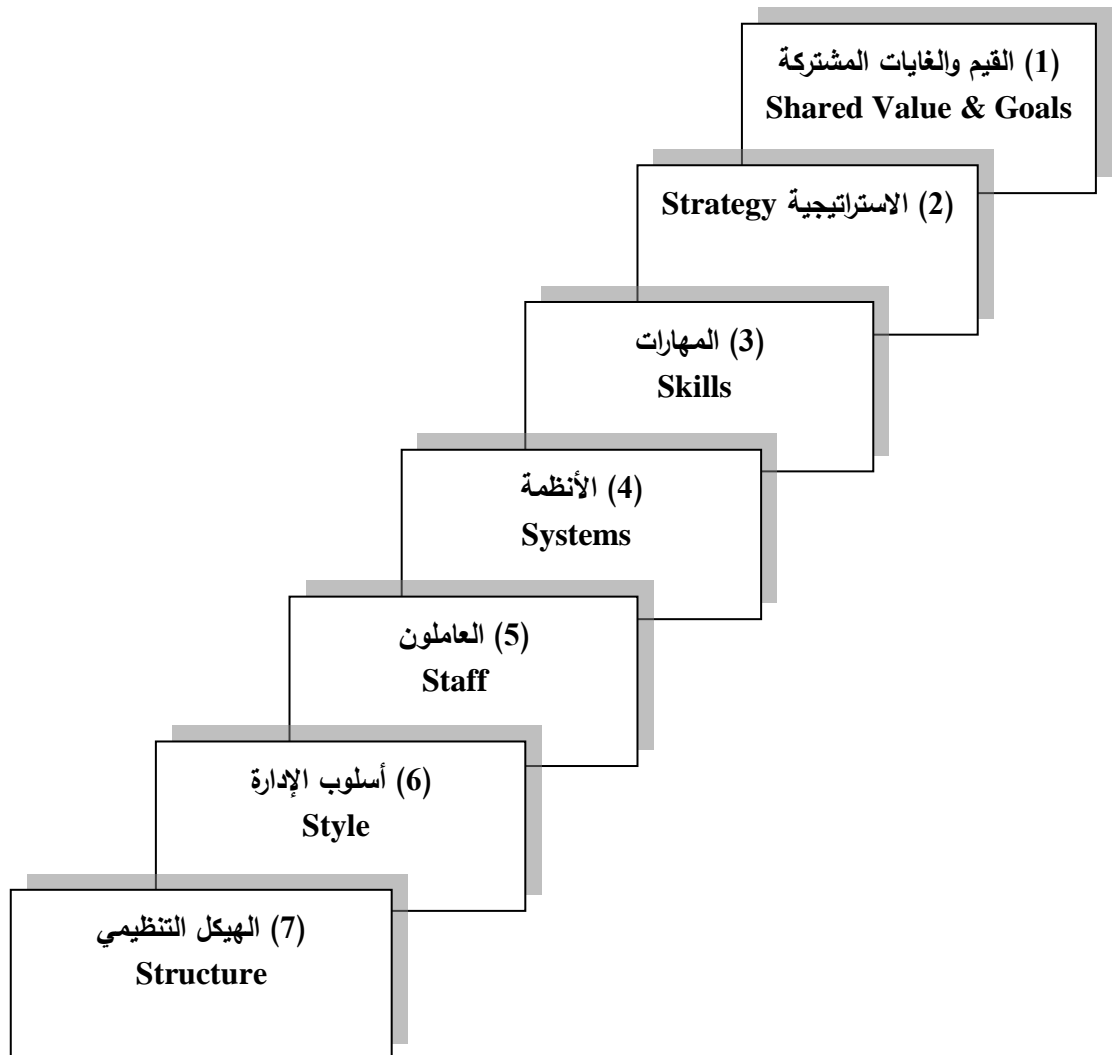 (1) القيم والغايات المشتركة
Shared Value & Goals
(2) الاستراتيجية Strategy
(3) المهارات
Skills
(4) الأنظمة
Systems
(5) العاملون
Staff
(6) أسلوب الإدارة
Style
(7) الهيكل التنظيمي
Structure